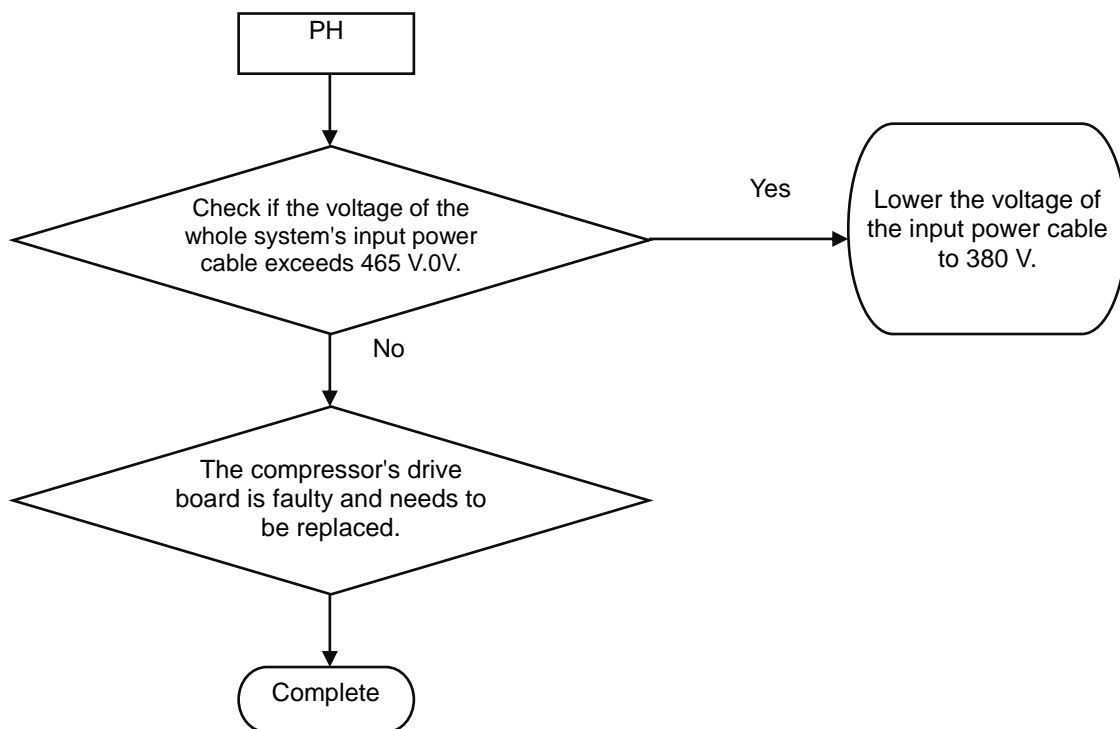 PH
Check if the voltage of the
whole system's input power
cable exceeds 465 V.0V.
Yes
Lower the voltage of
the input power cable
to 380 V.
No
The compressor's drive
board is faulty and needs to
be replaced.
Complete